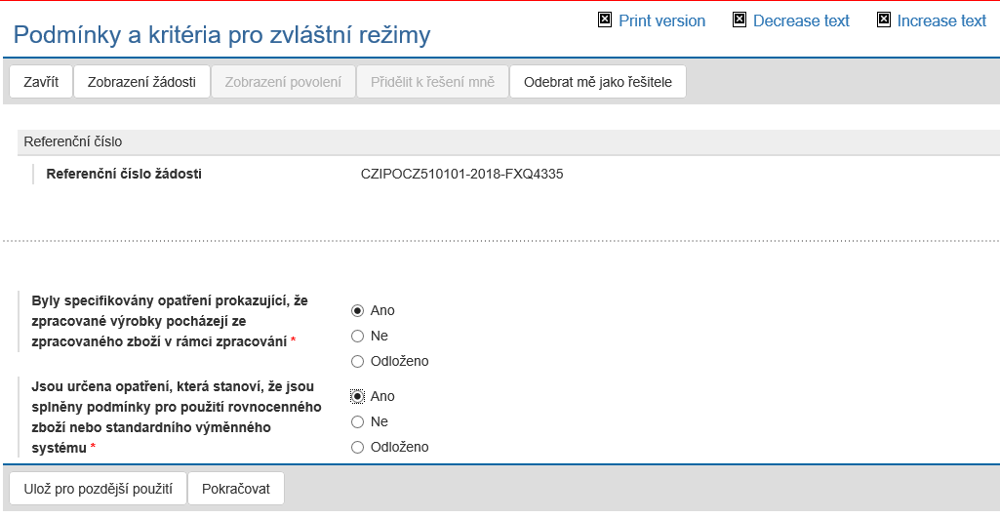 Print version
Decrease text
Increase text
Podmínky a kritéria pro zvláštní režimy
Zavřít
Zobrazení žádosti
Zobrazení povolení
Přidělit k řešení mně
Odebrat mě jako řešitele
Referenční číslo
Referenční číslo žádosti
CZIPOCZ510101-2018-FXQ4335
Byly specifikovány opatření prokazující, že
zpracované výrobky pocházejí ze
zpracovaného zboží v rámci zpracování *
Ano
Ne
Odloženo
Jsou určena opatření, která stanoví, že jsou
splněny podmínky pro použití rovnocenného
zboží nebo standardního výměnného
systému *
Ano
Ne
Odloženo
Ulož pro pozdější použití
Pokračovat